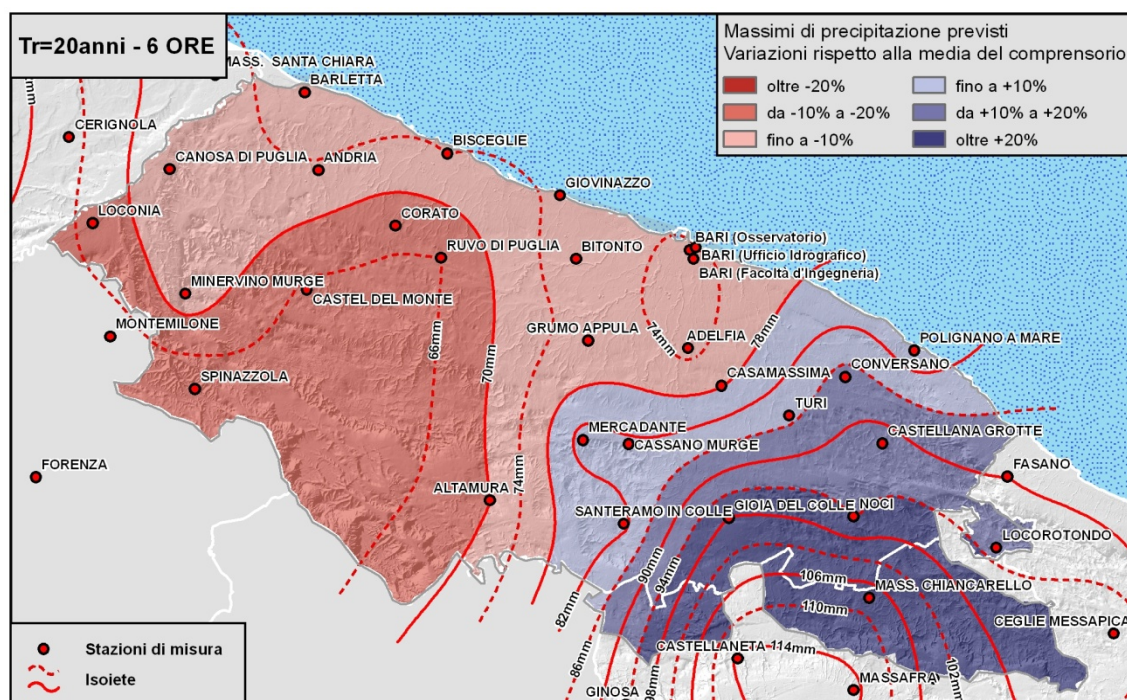 Tr=20anni - 6 ORE
Massimi di precipitazione previsti
Variazioni rispetto alla media del comprensorio
oltre -20%
da -10% a -20%
fino a -10%
fino a +10%
da +10% a +20%
oltre +20%
MASS. SANTA CHIARA
BARLETTA
CERIGNOLA
BISCEGLIE
CANOSA DI PUGLIA
ANDRIA
GIOVINAZZO
LOCONIA
CORATO
BARI (Osservatorio)
RUVO DI PUGLIA
BITONTO
BARI (Ufficio Idrografico)
BARI (Facoltà d'Ingegneria)
MINERVINO MURGE
CASTEL DEL MONTE
MONTEMILONE
GRUMO APPULA
ADELFIA
74mm
78mm
66mm
70mm
POLIGNANO A MARE
CONVERSANO
SPINAZZOLA
CASAMASSIMA
TURI
MERCADANTE
CASSANO MURGE
CASTELLANA GROTTE
FORENZA
74mm
FASANO
ALTAMURA
SANTERAMO IN COLLE
GIOIA DEL COLLE
NOCI
LOCOROTONDO
90mm
94mm
106mm
MASS. CHIANCARELLO
82mm
110mm
CEGLIE MESSAPICA
86mm
CASTELLANETA
114mm
102mm
98mm
GINOSA
MASSAFRA
Stazioni di misura
Isoiete